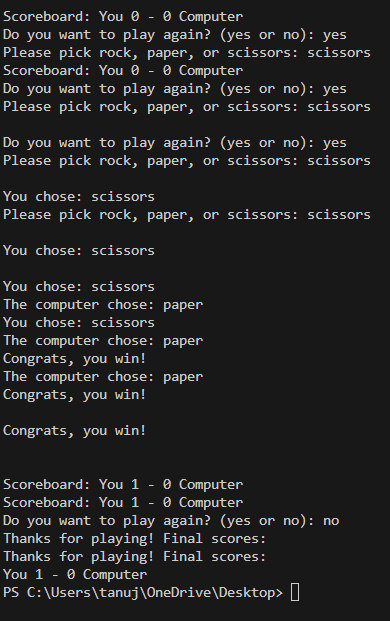 Scoreboard: You 0 - 0 Computer
Do you want to play again? (yes or no): yes
Please pick rock, paper, or scissors: scissors
Scoreboard: You 0 - 0 Computer
Do you want to play again? (yes or no): yes
Please pick rock, paper, or scissors: scissors
Do you want to play again? (yes or no): yes
Please pick rock, paper, or scissors: scissors
You chose: scissors
Please pick rock, paper, or scissors: scissors
You chose: scissors
You chose: scissors
The computer chose: paper
You chose: scissors
The computer chose: paper
Congrats, you win!
The computer chose: paper
Congrats, you win!
Congrats, you win!
Scoreboard: You 1 - 0 Computer
Scoreboard: You 1 - 0 Computer
Do you want to play again? (yes or no): no
Thanks for playing! Final scores:
Thanks for playing! Final scores:
You 1 - 0 Computer
PS C:\Users\tanuj\OneDrive\Desktop>